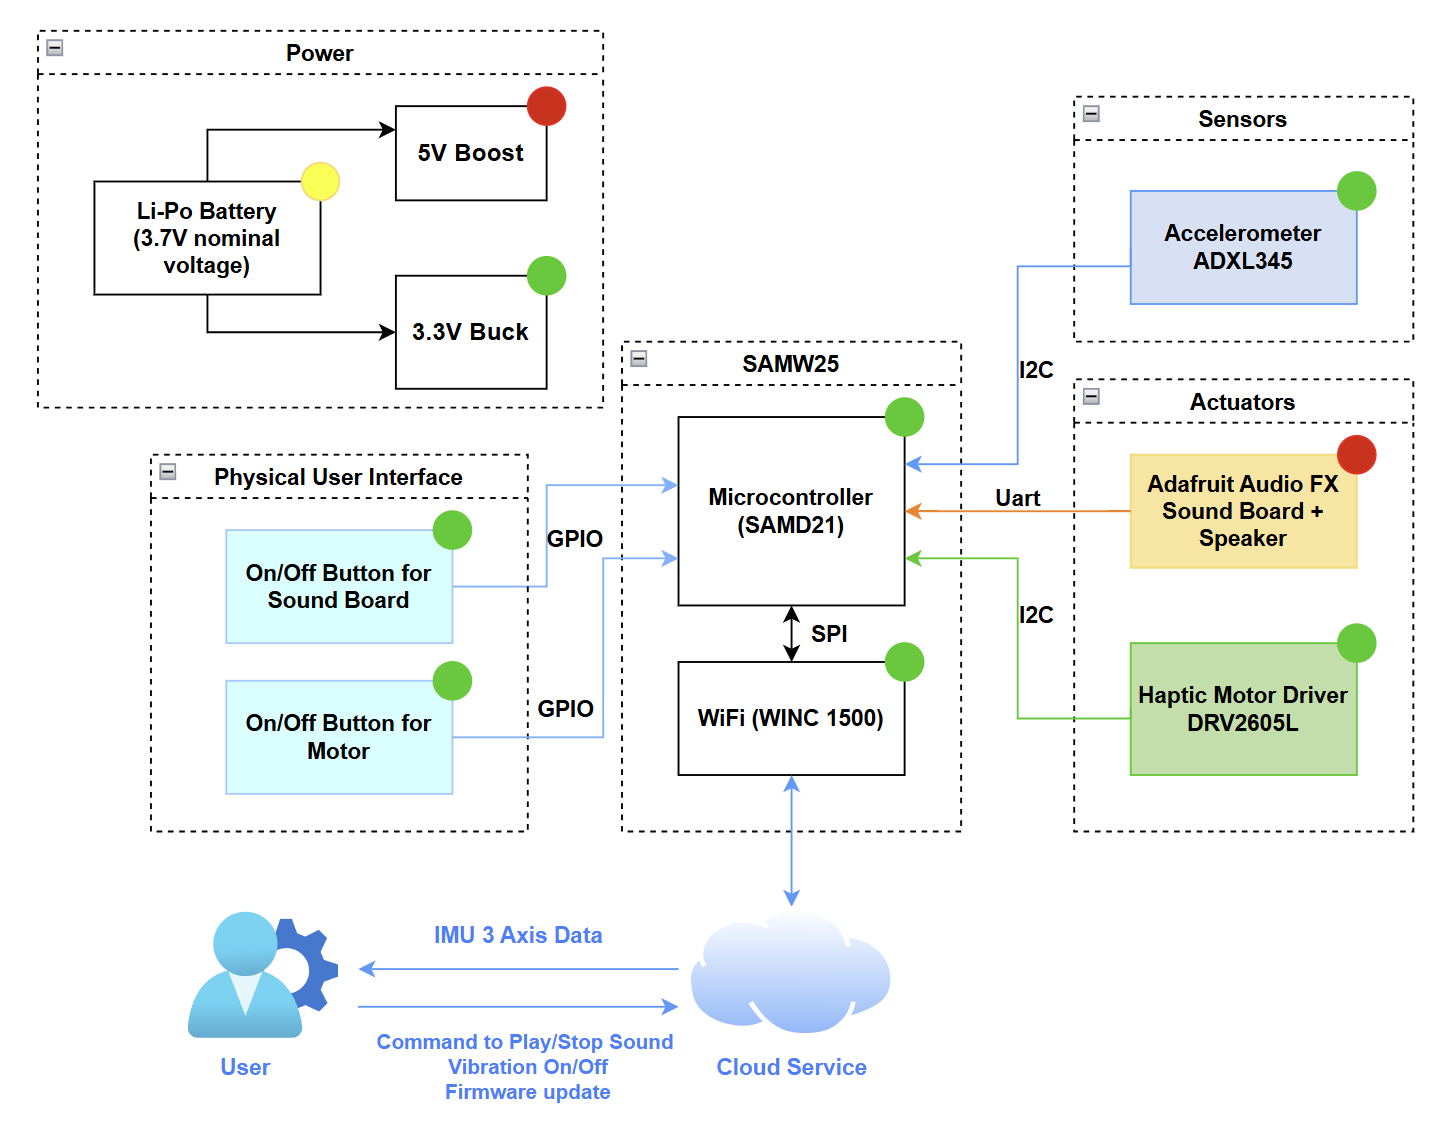 Power
5V Boost
Li-Po Battery
(3.7V nominal
voltage)
3.3V Buck
Sensors
Accelerometer
ADXL345
I2C
SAMW25
Microcontroller
(SAMD21)
SPI
WiFi (WINC 1500)
Actuators
Uart
Adafruit Audio FX
Sound Board +
Speaker
I2C
Haptic Motor Driver
DRV2605L
Physical User Interface
GPIO
On/Off Button for
Sound Board
GPIO
On/Off Button for
Motor
IMU 3 Axis Data
Command to Play/Stop Sound
Vibration On/Off
Firmware update
User
Cloud Service